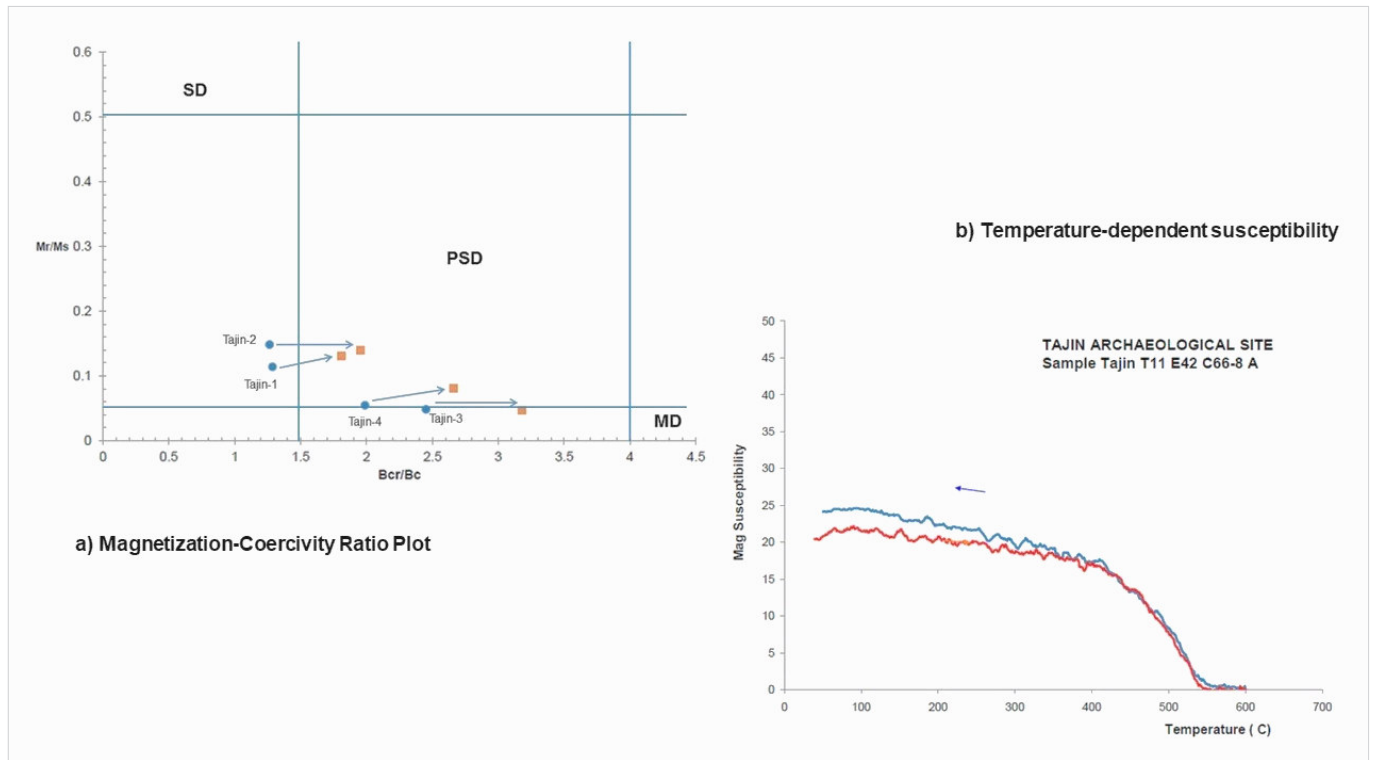 0.6
SD
0.5
0.4
Mr/Ms 0.3
PSD
0.2
Tajin-2
Tajin-1
0.1
Tajin-4
Tajin-3
MD
0
0 0.5 1 1.5 2 2.5 3 3.5 4 4.5
Bcr/Bc
a) Magnetization-Coercivity Ratio Plot
b) Temperature-dependent susceptibility
TAJIN ARCHAEOLOGICAL SITE
Sample Tajin T11 E42 C66-8 A
50
45
40
35
30
25
20
15
10
5
0
Mag Susceptibility
0 100 200 300 400 500 600 700
Temperature ( C)